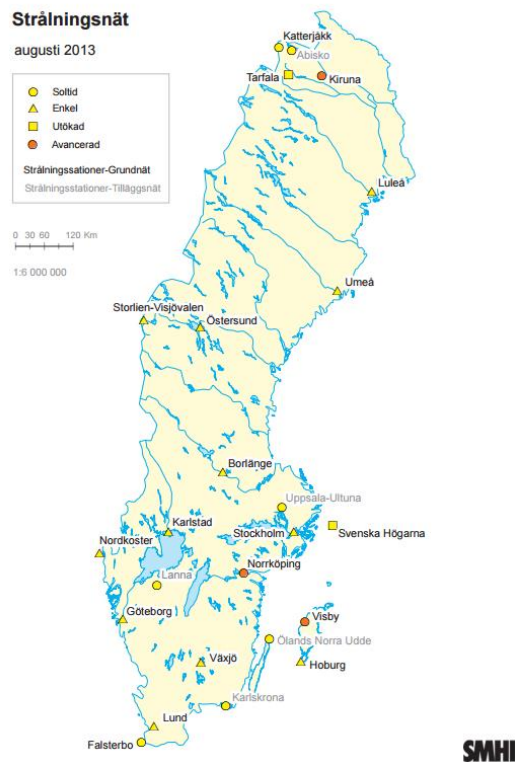 Strålningsnät
augusti 2013
Soltid
Enkel
Utökad
Avancerad
Strålningsstationer-Grundnät
Strålningsstationer-Tilläggsnät
0 30 60 120 Km
1:6 000 000
Katterjåkk
Abisko
Tarfala
Kiruna
Luleå
Umeå
Storlien-Visjövalen
Östersund
Borlänge
Uppsala-Ultuna
Karlstad
Stockholm
Svenska Högarna
Nordkoster
Norrköping
Lanna
Göteborg
Visby
Ölands Norra Udde
Växjö
Hoburg
Karlskrona
Lund
Falsterbo
SMHI